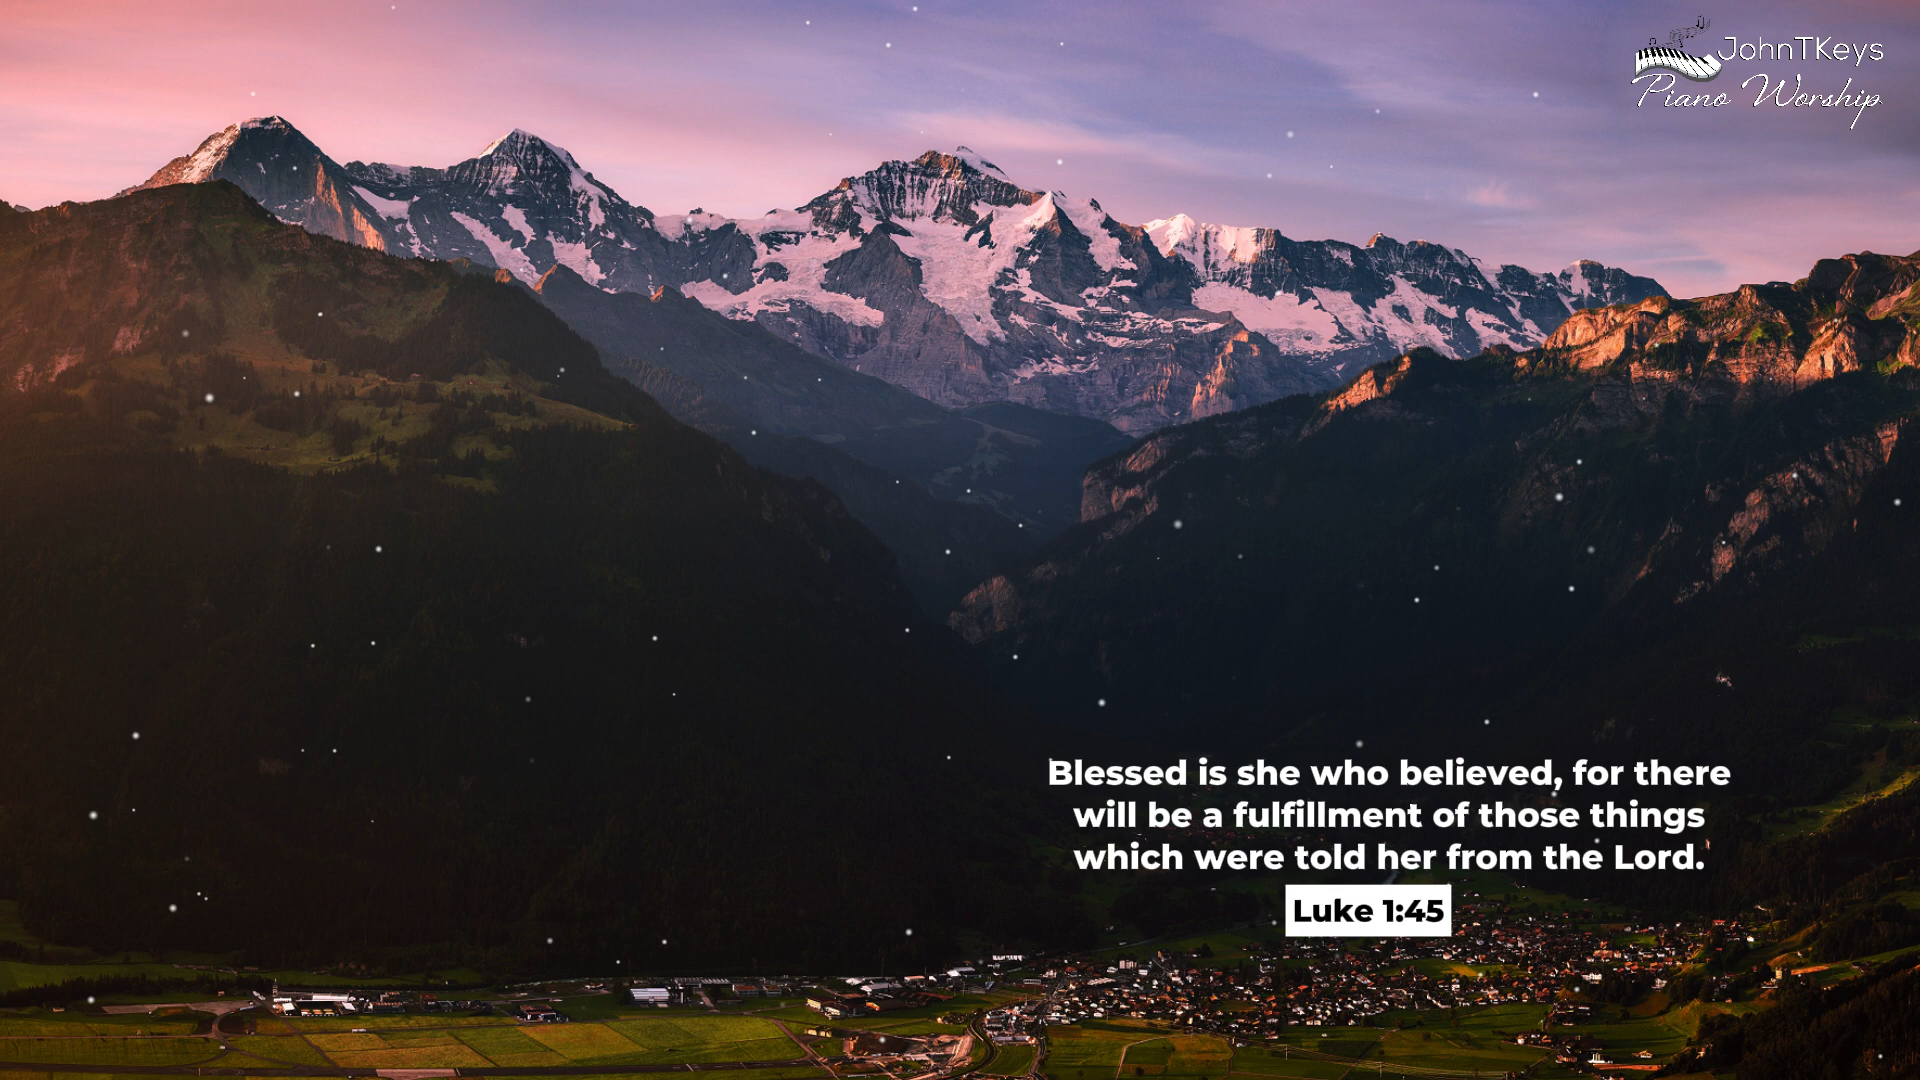 JohnTKeys
Piano Worship
Blessed is she who believed, for there
will be a fulfillment of those things
which were told her from the Lord.
Luke 1:45